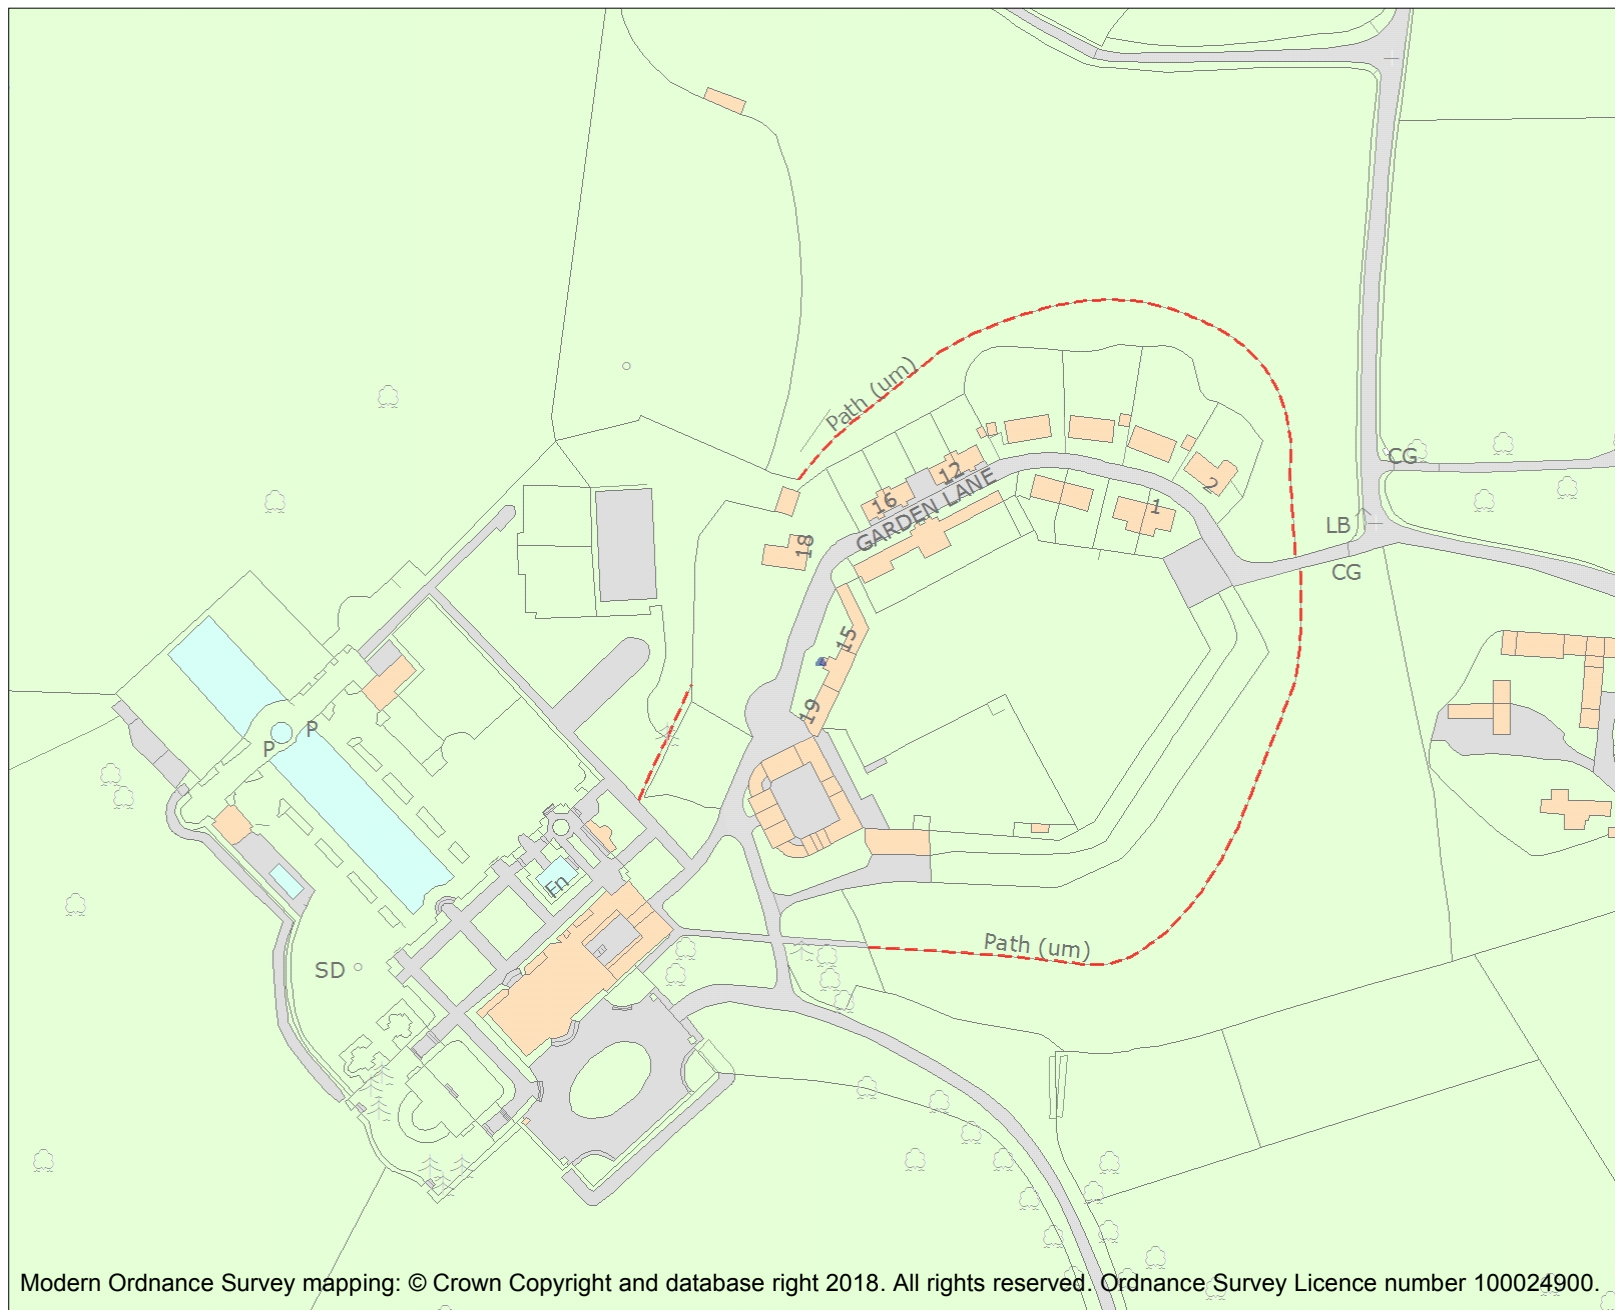 Path (um)
CG
12
2
16
1
GARDEN LANE
LB
18
CG
15
19
P
P
Fn
Path (um)
SD
Modern Ordnance Survey mapping: © Crown Copyright and database right 2018. All rights reserved. Ordnance Survey Licence number 100024900.